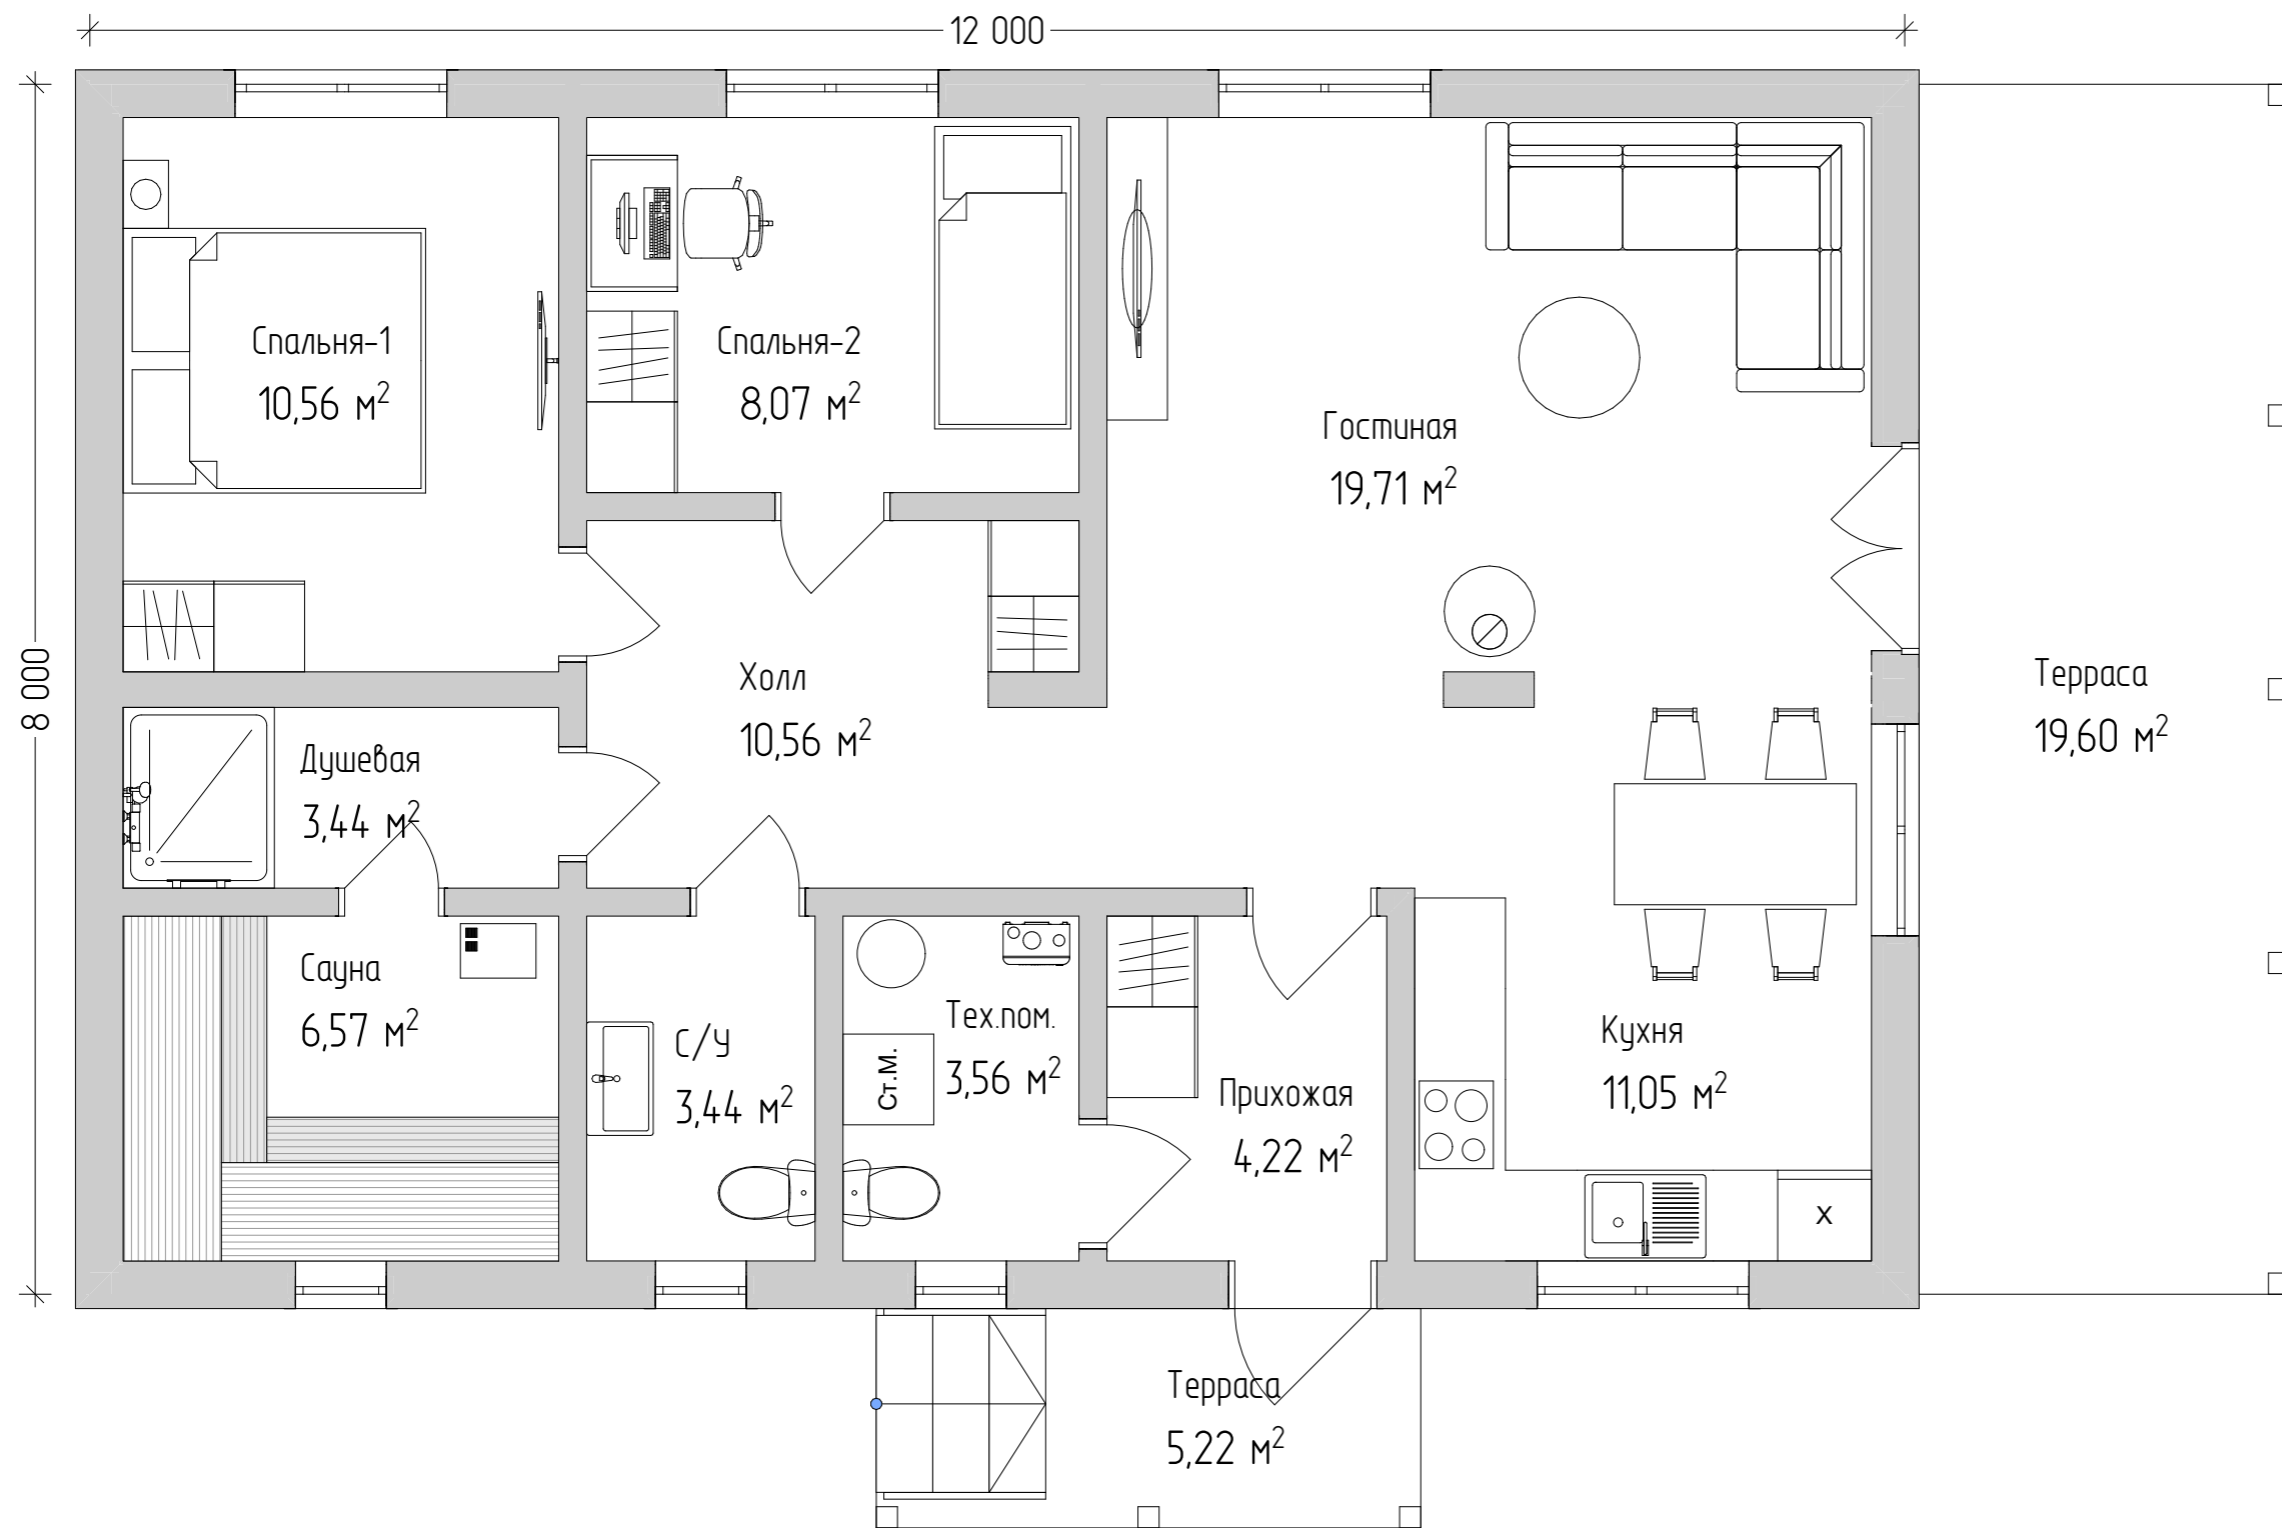 12 000
8 000
Спальня-1
10,56 м²
Спальня-2
8,07 м²
Гостиная
19,71 м²
Холл
10,56 м²
Терраса
19,60 м²
Душевая
3,44 м²
Сауна
6,57 м²
С/У
3,44 м²
Тех.пом.
3,56 м²
Ст.М.
Прихожая
4,22 м²
Кухня
11,05 м²
х
Терраса
5,22 м²